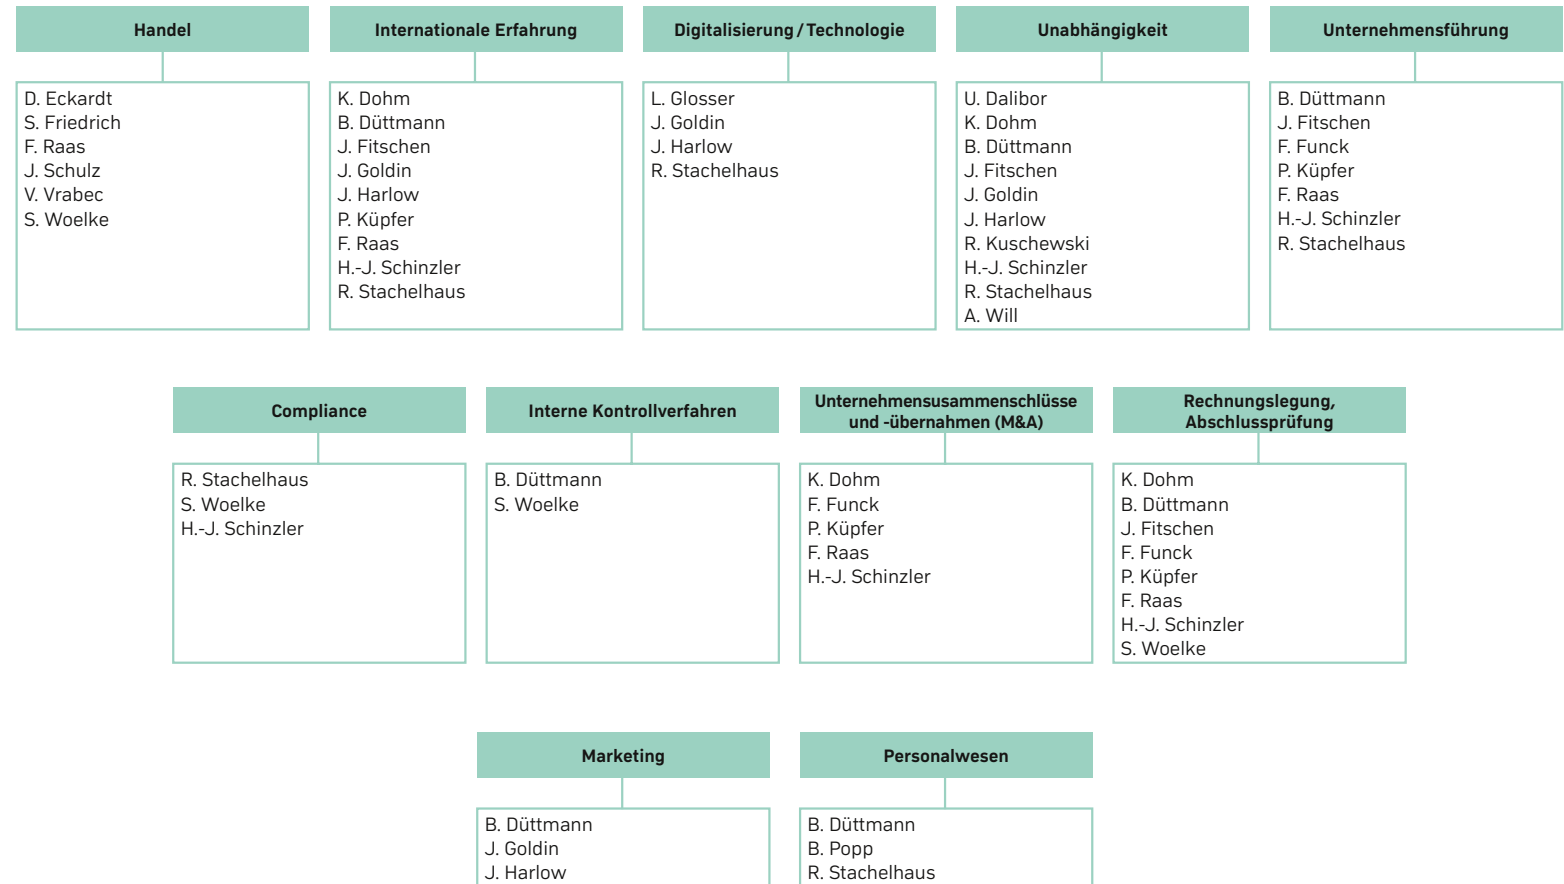 Handel
D. Eckardt
S. Friedrich
F. Raas
J. Schulz
V. Vrabec
S. Woelke
Internationale Erfahrung
K. Dohm
B. Düttmann
J. Fitschen
J. Goldin
J. Harlow
P. Küpfer
F. Raas
H.-J. Schinzler
R. Stachelhaus
Digitalisierung / Technologie
L. Glosser
J. Goldin
J. Harlow
R. Stachelhaus
Unabhängigkeit
U. Dalibor
K. Dohm
B. Düttmann
J. Fitschen
J. Goldin
J. Harlow
R. Kuschewski
H.-J. Schinzler
R. Stachelhaus
A. Will
Unternehmensführung
B. Düttmann
J. Fitschen
F. Funck
P. Küpfer
F. Raas
H.-J. Schinzler
R. Stachelhaus
Compliance
R. Stachelhaus
S. Woelke
H.-J. Schinzler
Interne Kontrollverfahren
B. Düttmann
S. Woelke
Unternehmensusammenschlüsse
und -übernahmen (M&A)
K. Dohm
F. Funck
P. Küpfer
F. Raas
H.-J. Schinzler
Rechnungslegung,
Abschlussprüfung
K. Dohm
B. Düttmann
J. Fitschen
F. Funck
P. Küpfer
F. Raas
H.-J. Schinzler
S. Woelke
Marketing
B. Düttmann
J. Goldin
J. Harlow
Personalwesen
B. Düttmann
B. Popp
R. Stachelhaus